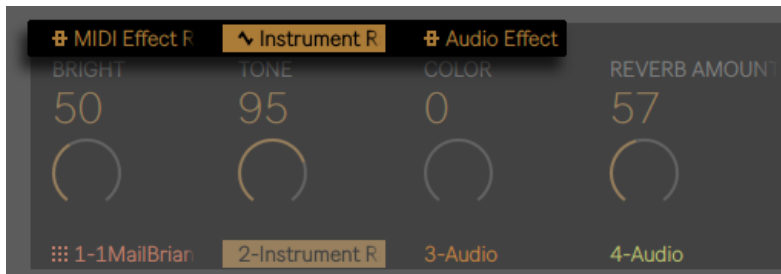 MIDI Effect R Instrument R Audio Effect
BRIGHT TONE COLOR REVERB AMOUNT
50 95 0 57
1-1MailBrian 2-Instrument R 3-Audio 4-Audio